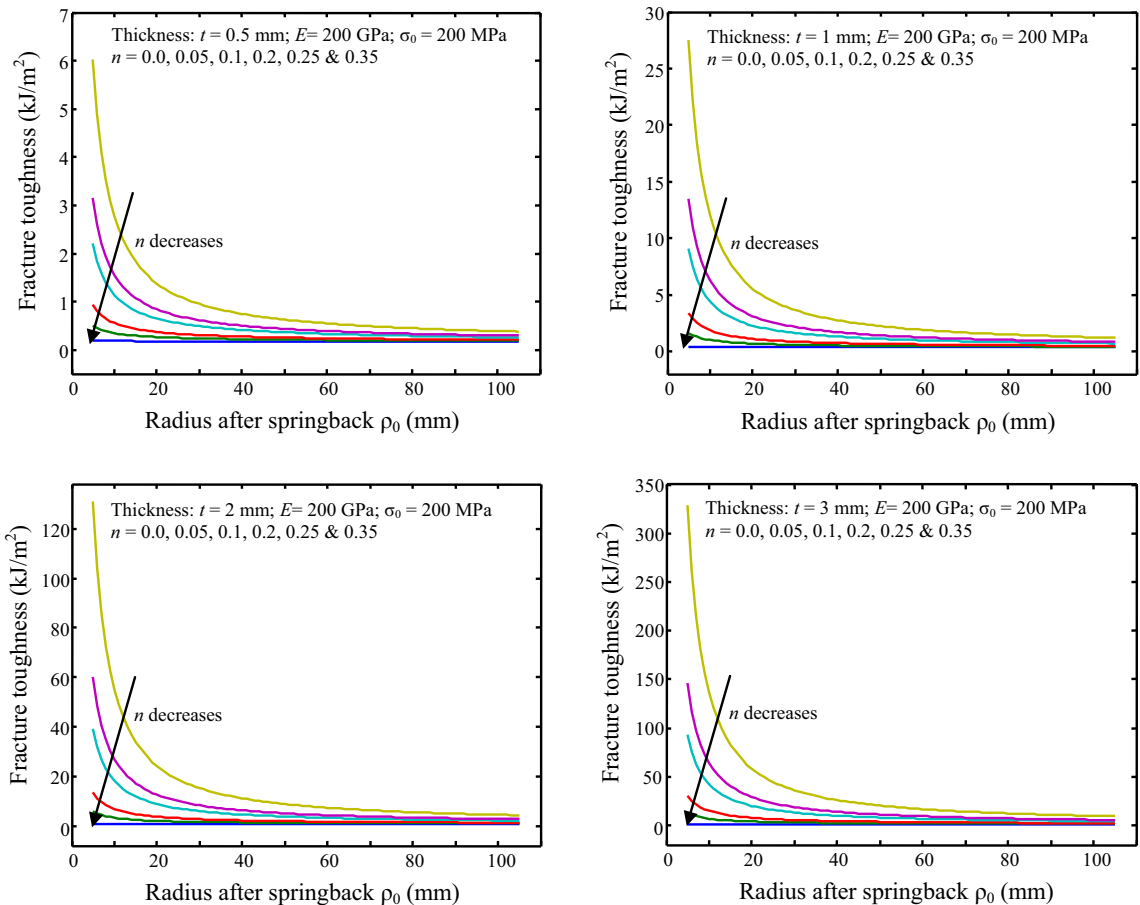 Thickness: t = 0.5 mm; E= 200 GPa; σ₀ = 200 MPa
n = 0.0, 0.05, 0.1, 0.2, 0.25 & 0.35
Fracture toughness (kJ/m²)
7
6
5
4
3
2
1
0
n decreases
0 20 40 60 80 100
Radius after springback ρ₀ (mm)
Thickness: t = 1 mm; E= 200 GPa; σ₀ = 200 MPa
n = 0.0, 0.05, 0.1, 0.2, 0.25 & 0.35
Fracture toughness (kJ/m²)
30
25
20
15
10
5
0
n decreases
0 20 40 60 80 100
Radius after springback ρ₀ (mm)
Thickness: t = 2 mm; E= 200 GPa; σ₀ = 200 MPa
n = 0.0, 0.05, 0.1, 0.2, 0.25 & 0.35
Fracture toughness (kJ/m²)
120
100
80
60
40
20
0
n decreases
0 20 40 60 80 100
Radius after springback ρ₀ (mm)
Thickness: t = 3 mm; E= 200 GPa; σ₀ = 200 MPa
n = 0.0, 0.05, 0.1, 0.2, 0.25 & 0.35
Fracture toughness (kJ/m²)
350
300
250
200
150
100
50
0
n decreases
0 20 40 60 80 100
Radius after springback ρ₀ (mm)